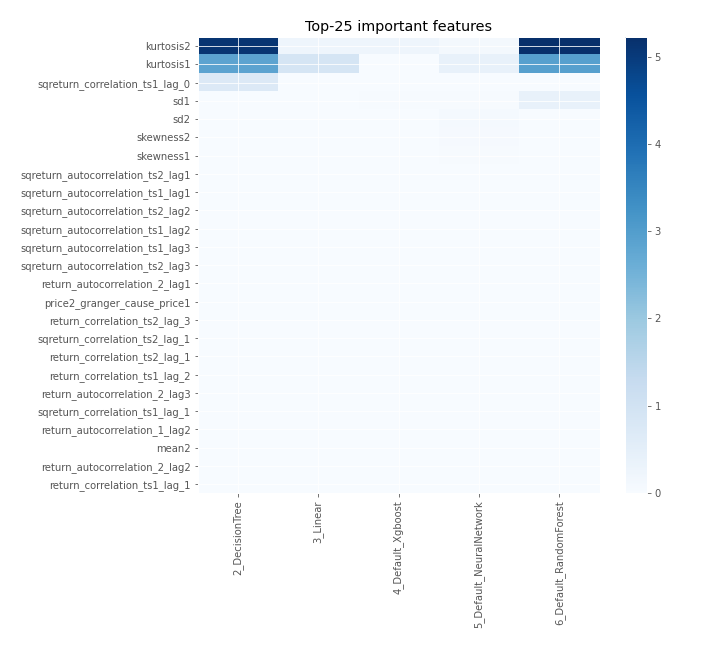 Top-25 important features
kurtosis2
kurtosis1
sqreturn_correlation_ts1_lag_0
sd1
sd2
skewness2
skewness1
sqreturn_autocorrelation_ts2_lag1
sqreturn_autocorrelation_ts1_lag1
sqreturn_autocorrelation_ts2_lag2
sqreturn_autocorrelation_ts1_lag2
sqreturn_autocorrelation_ts1_lag3
sqreturn_autocorrelation_ts2_lag3
return_autocorrelation_2_lag1
price2_granger_cause_price1
return_correlation_ts2_lag_3
sqreturn_correlation_ts2_lag_1
return_correlation_ts2_lag_1
return_correlation_ts1_lag_2
return_autocorrelation_2_lag3
sqreturn_correlation_ts1_lag_1
return_autocorrelation_1_lag2
mean2
return_autocorrelation_2_lag2
return_correlation_ts1_lag_1
2_DecisionTree
3_Linear
4_Default_Xgboost
5_Default_NeuralNetwork
6_Default_RandomForest
5
4
3
2
1
0